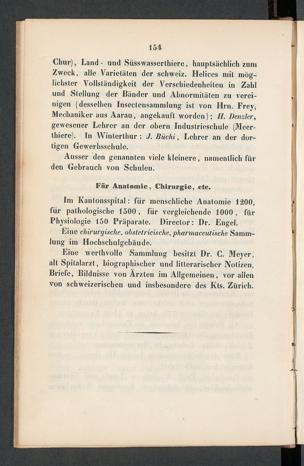 154
Chur), Land- und Süsswasserthiere, hauptsächlich zum
Zweck, alle Varietäten der schweiz. Helices mit mög-
lichster Vollständigkeit der Verschiedenheiten in Zahl
und Stellung der Bänder und Abnormitäten zu verei-
nigen (desselben Insectensammlung ist von Hrn. Frey,
Mechaniker aus Aarau, angekauft worden); H. Denzler,
gewesener Lehrer an der obern Industrieschule (Meer-
thiere). In Winterthur: J. Büchi, Lehrer an der dor-
tigen Gewerbsschule.
Ausser den genannten viele kleinere, namentlich für
den Gebrauch von Schulen.
Für Anatomie, Chirurgie, etc.
Im Kantonsspital: für menschliche Anatomie 1200,
für pathologische 1500, für vergleichende 1000, für
Physiologie 150 Präparate. Director: Dr. Engel.
Eine chirurgische, obstetricische, pharmaceutische Samm-
lung im Hochschulgebäude.
Eine werthvolle Sammlung besitzt Dr. C. Meyer,
alt Spitalarzt, biographischer und litterarischer Notizen,
Briefe, Bildnisse von Ärzten im Allgemeinen, vor allen
von schweizerischen und insbesondere des Kts. Zürich.